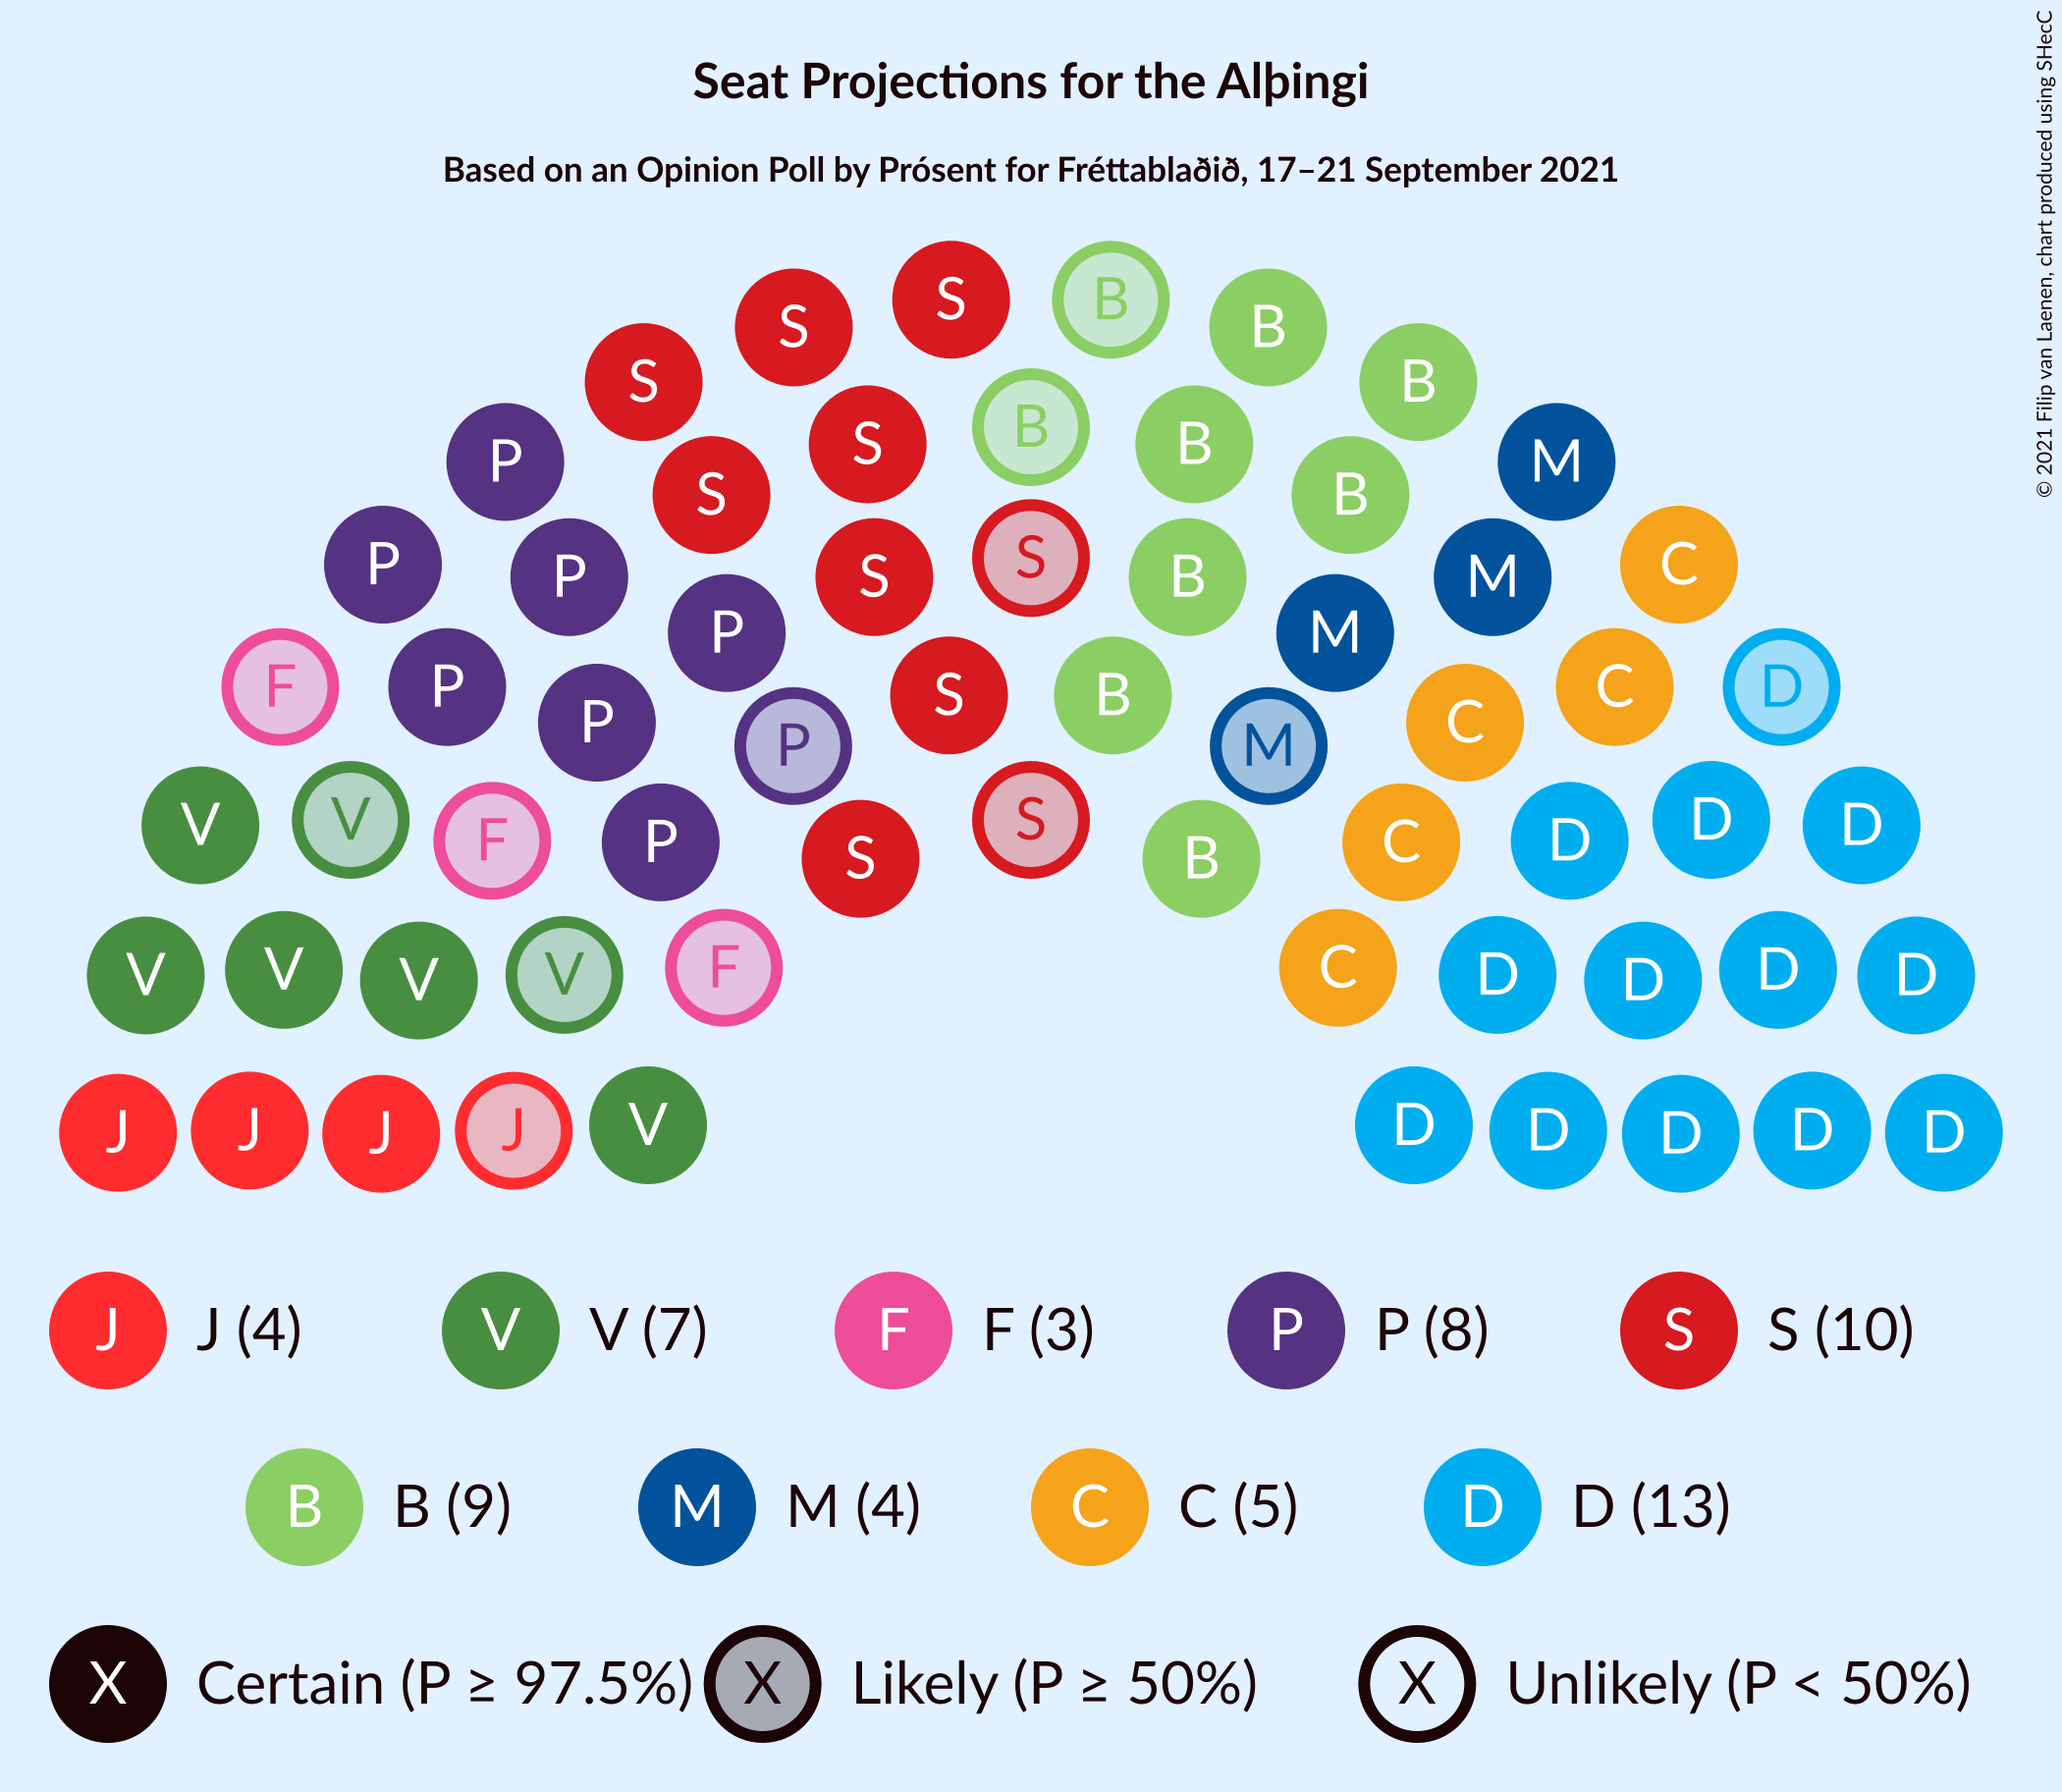 Seat Projections for the Alþingi
Based on an Opinion Poll by Prósent for Fréttablaðið, 17–21 September 2021
© 2021 Filip van Laenen, chart produced using SHecC
S B
S B
S B
S B B
P S B M
P S C
P S B M
P M
F P C D
P S B C
P M
V V F P S S B C D D D
V V V V F C D D D D
J J J J V D D D D D
J J (4) V V (7) F F (3) P P (8) S S (10)
B B (9) M M (4) C C (5) D D (13)
X Certain (P ≥ 97.5%) X Likely (P ≥ 50%) X Unlikely (P < 50%)